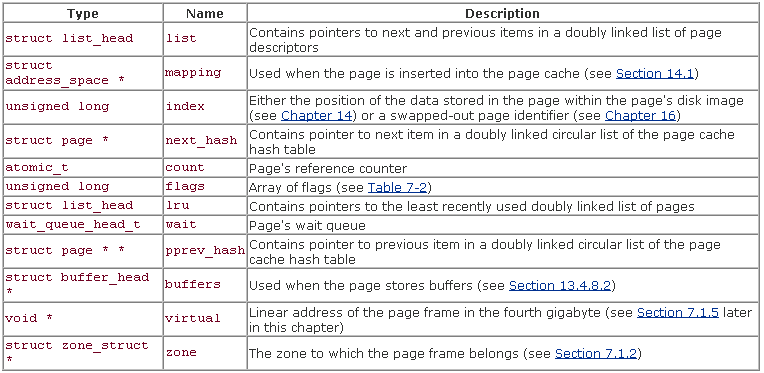 Type Name Description
struct list_head list Contains pointers to next and previous items in a doubly linked list of page
descriptors
struct
address_space * mapping Used when the page is inserted into the page cache (see Section 14.1)
unsigned long index Either the position of the data stored in the page within the page's disk image
(see Chapter 14) or a swapped-out page identifier (see Chapter 16)
struct page * next_hash Contains pointer to next item in a doubly linked circular list of the page cache
hash table
atomic_t count Page's reference counter
unsigned long flags Array of flags (see Table 7-2)
struct list_head lru Contains pointers to the least recently used doubly linked list of pages
wait_queue_head_t wait Page's wait queue
struct page * * pprev_hash Contains pointer to previous item in a doubly linked circular list of the page
cache hash table
struct buffer_head
* buffers Used when the page stores buffers (see Section 13.4.8.2)
void * virtual Linear address of the page frame in the fourth gigabyte (see Section 7.1.5 later
in this chapter)
struct zone_struct
* zone The zone to which the page frame belongs (see Section 7.1.2)